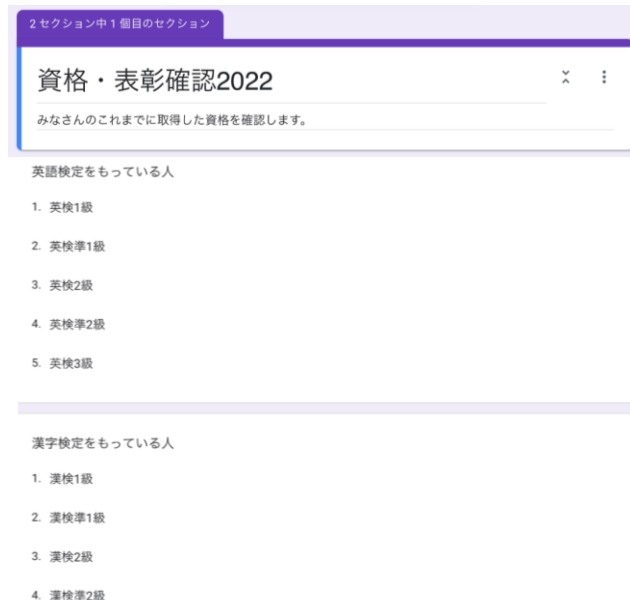 2 セクション中 1 個目のセクション
資格・表彰確認2022
みなさんのこれまでに取得した資格を確認します。
英語検定をもっている人
1. 英検1級
2. 英検準1級
3. 英検2級
4. 英検準2級
5. 英検3級
漢字検定をもっている人
1. 漢検1級
2. 漢検準1級
3. 漢検2級
4. 漢検準2級